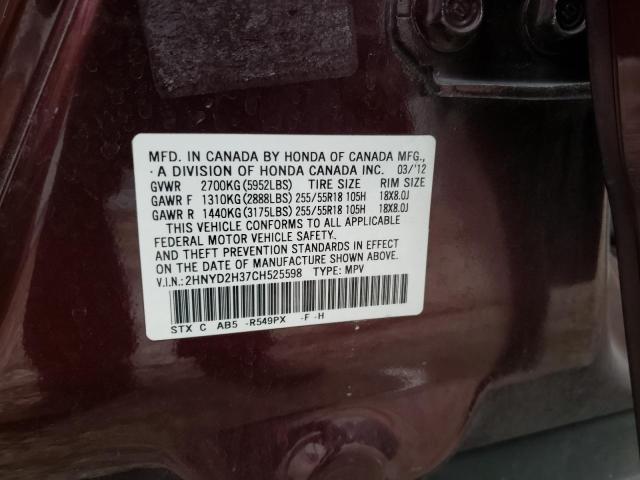 MFD. IN CANADA BY HONDA OF CANADA MFG.,
· A DIVISION OF HONDA CANADA INC. 03/'12
GVWR 2700KG(5952LBS) TIRE SIZE RIM SIZE
GAWR F 1310KG(2888LBS) 255/55R18 105H 18X8.0J
GAWR R 1440KG(3175LBS) 255/55R18 105H 18X8.0J
THIS VEHICLE CONFORMS TO ALL APPLICABLE
FEDERAL MOTOR VEHICLE SAFETY.
AND THEFT PREVENTION STANDARDS IN EFFECT
ON THE DATE OF MANUFACTURE SHOWN ABOVE.
V.I.N.:2HNYD2H37CH525598 TYPE: MPV
STX C AB5 -R549PX -F -H